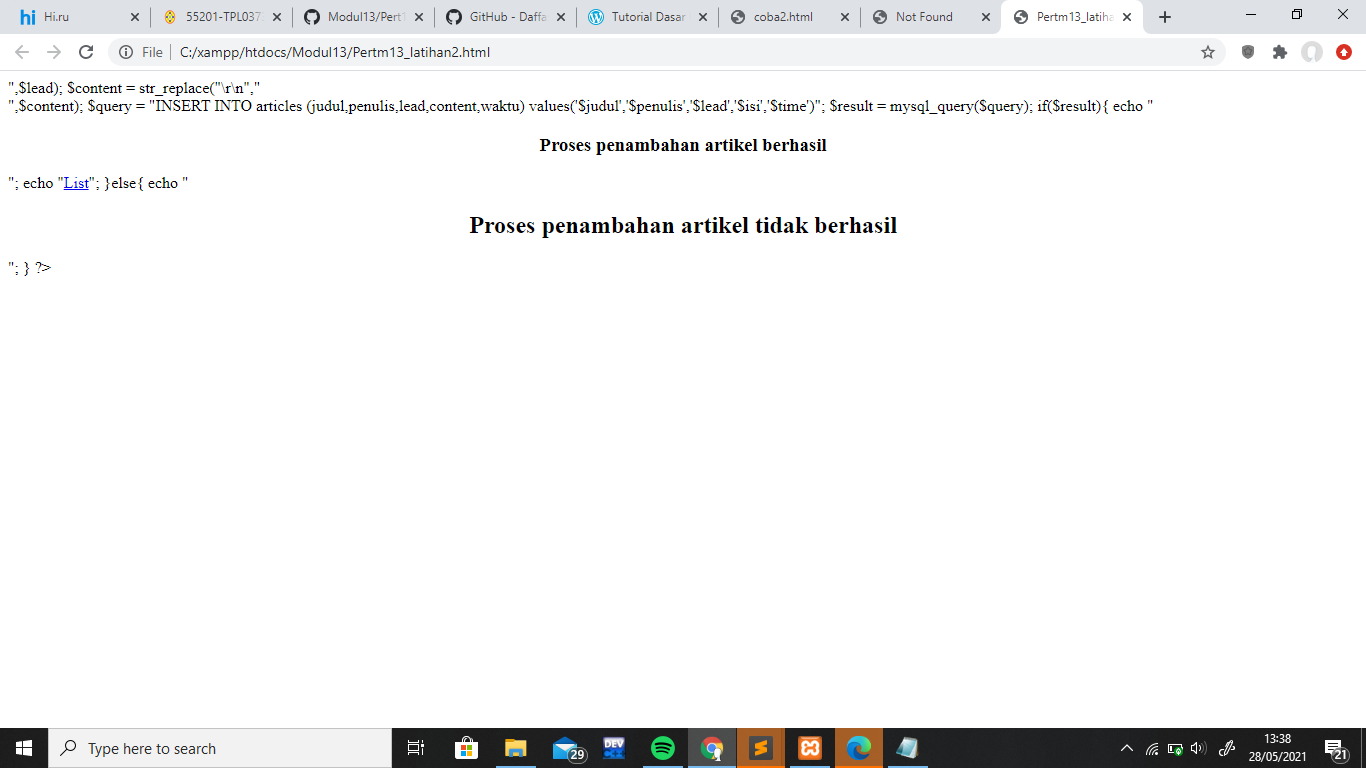 hi Hi.ru
55201-TPL037
Modul13/Pert1
GitHub - Daffa
Tutorial Dasar
coba2.html
Not Found
Pertm13_latiha
File
C:/xampp/htdocs/Modul13/Pertm13_latihan2.html
",$lead); $content = str_replace("\r\n","
",$content); $query = "INSERT INTO articles (judul,penulis,lead,content,waktu) values('$judul','$penulis','$lead','$isi','$time')"; $result = mysql_query($query); if($result){ echo "
Proses penambahan artikel berhasil
"; echo "List"; }else{ echo "
Proses penambahan artikel tidak berhasil
"; } ?>
Type here to search
29
DEV
13:38
28/05/2021
21